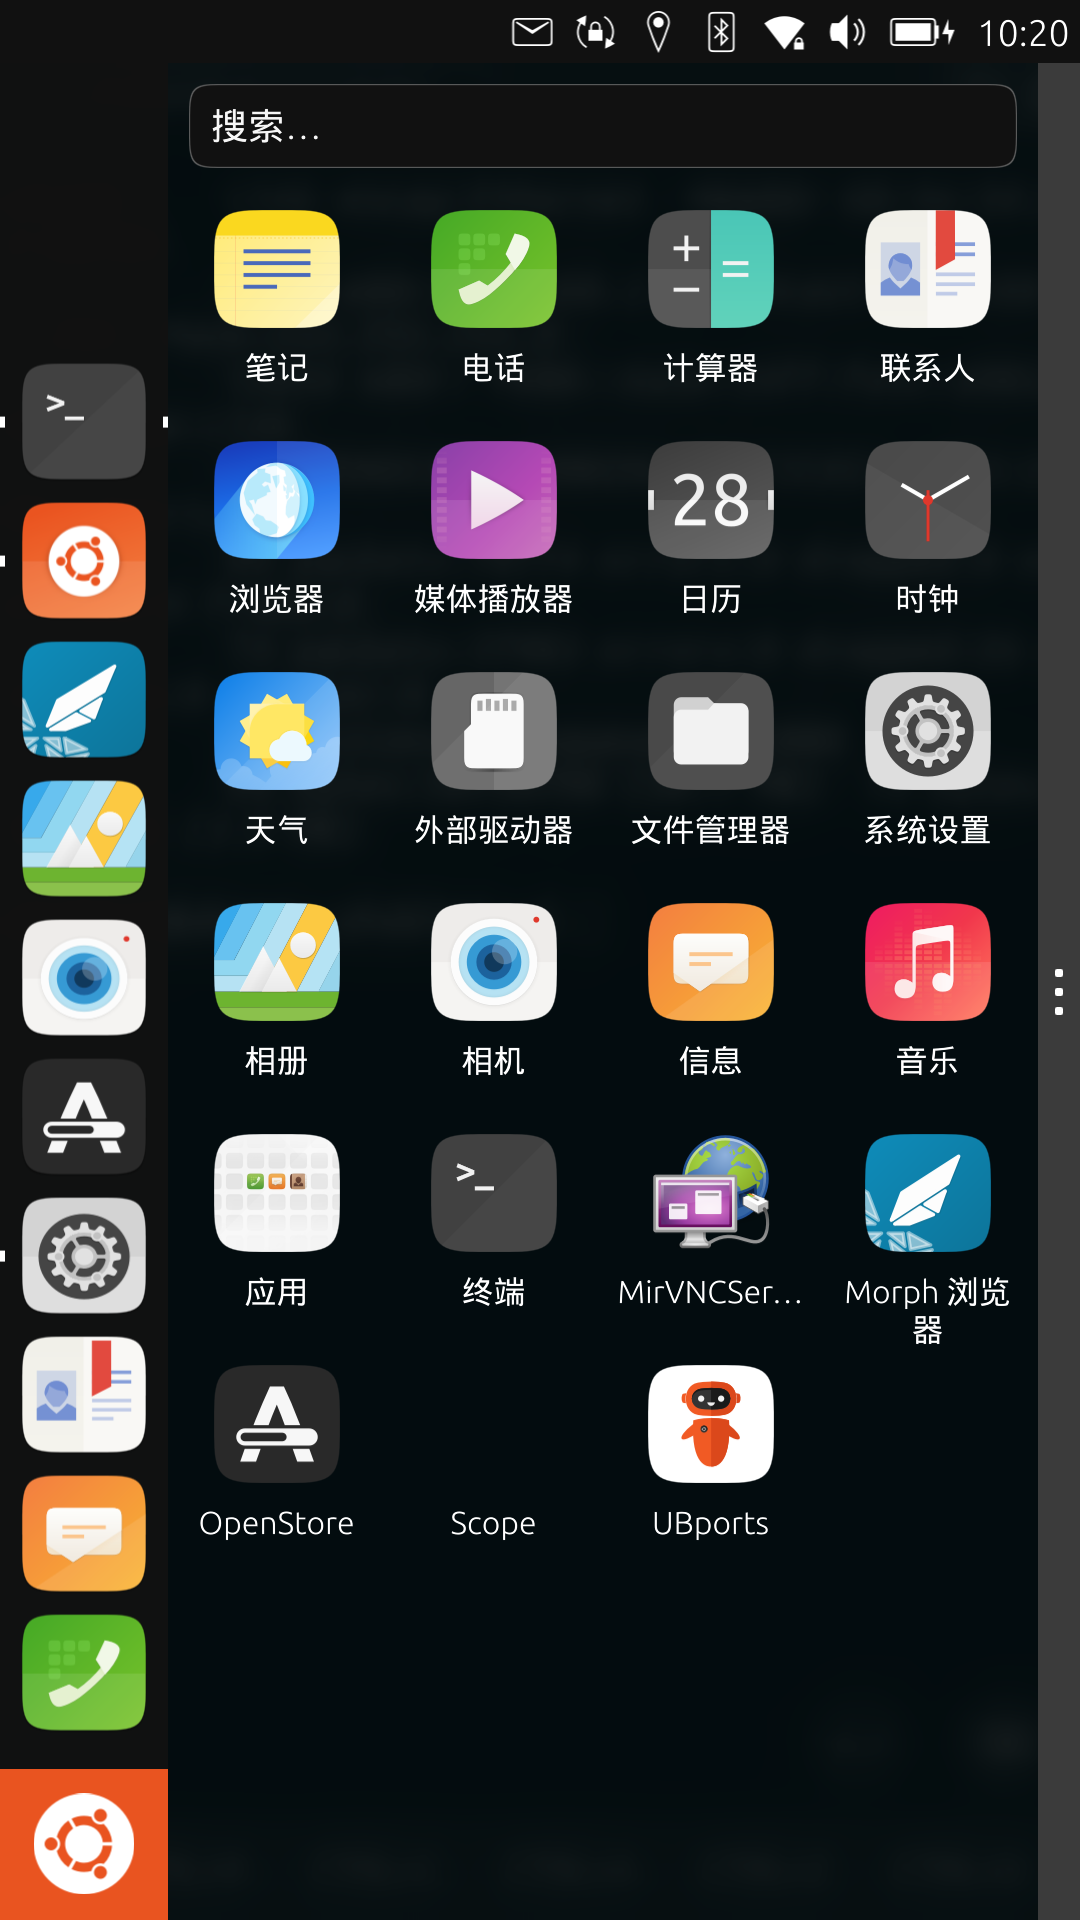 10:20
搜索...
笔记
电话
计算器
联系人
28
浏览器
媒体播放器
日历
时钟
天气
外部驱动器
文件管理器
系统设置
相册
相机
信息
音乐
>_
>_
应用
终端
MirVNCSer...
Morph 浏览
器
OpenStore
Scope
UBports